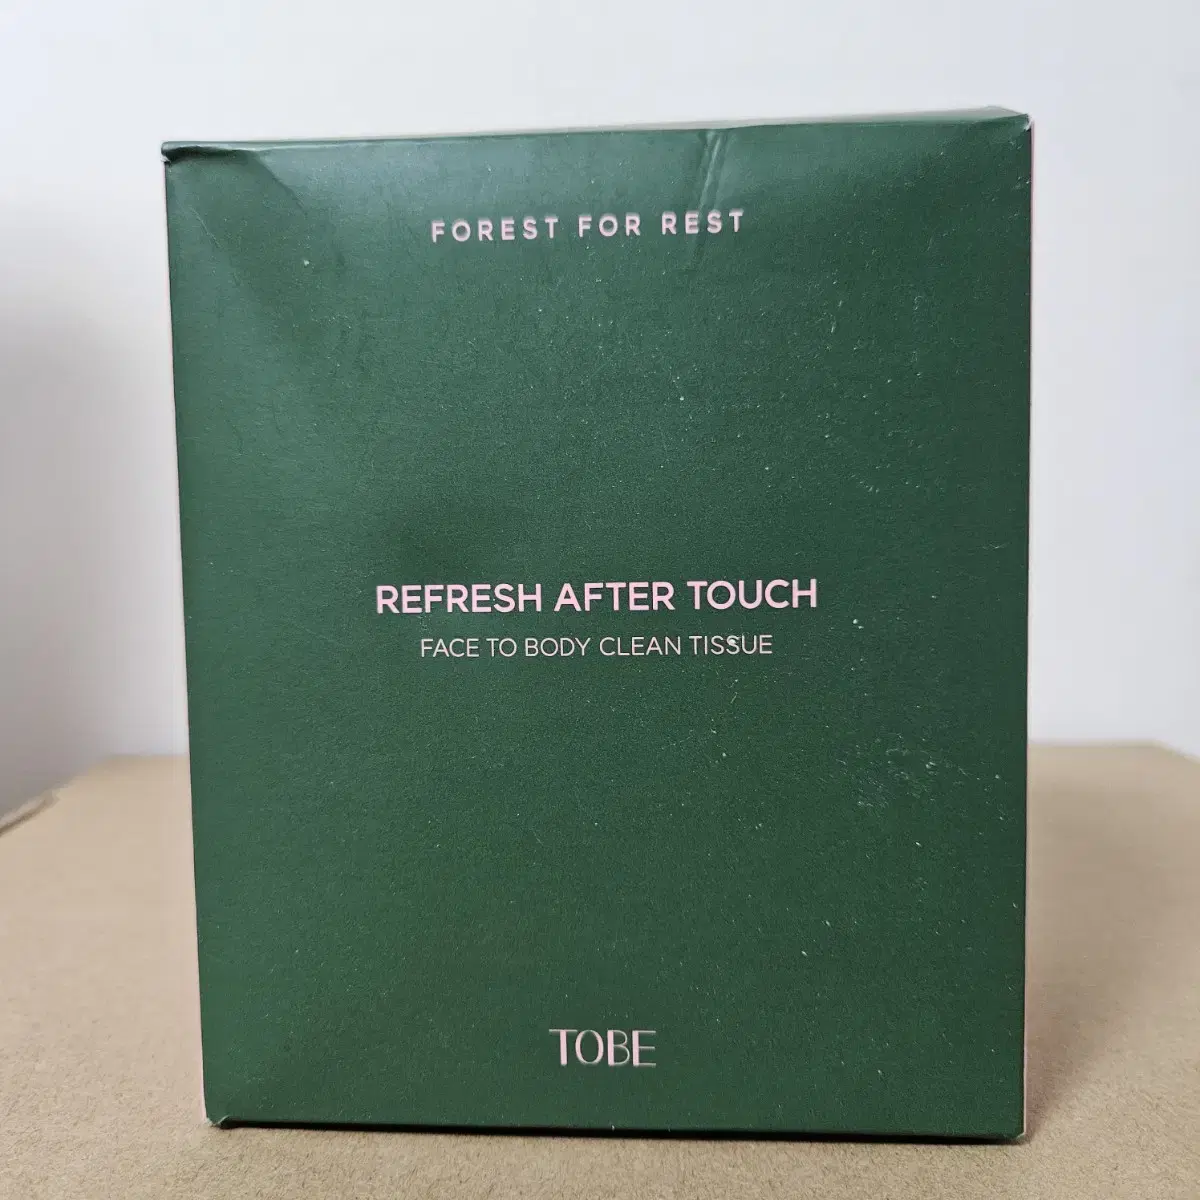 FOREST FOR REST
REFRESH AFTER TOUCH
FACE TO BODY CLEAN TISSUE
TOBE